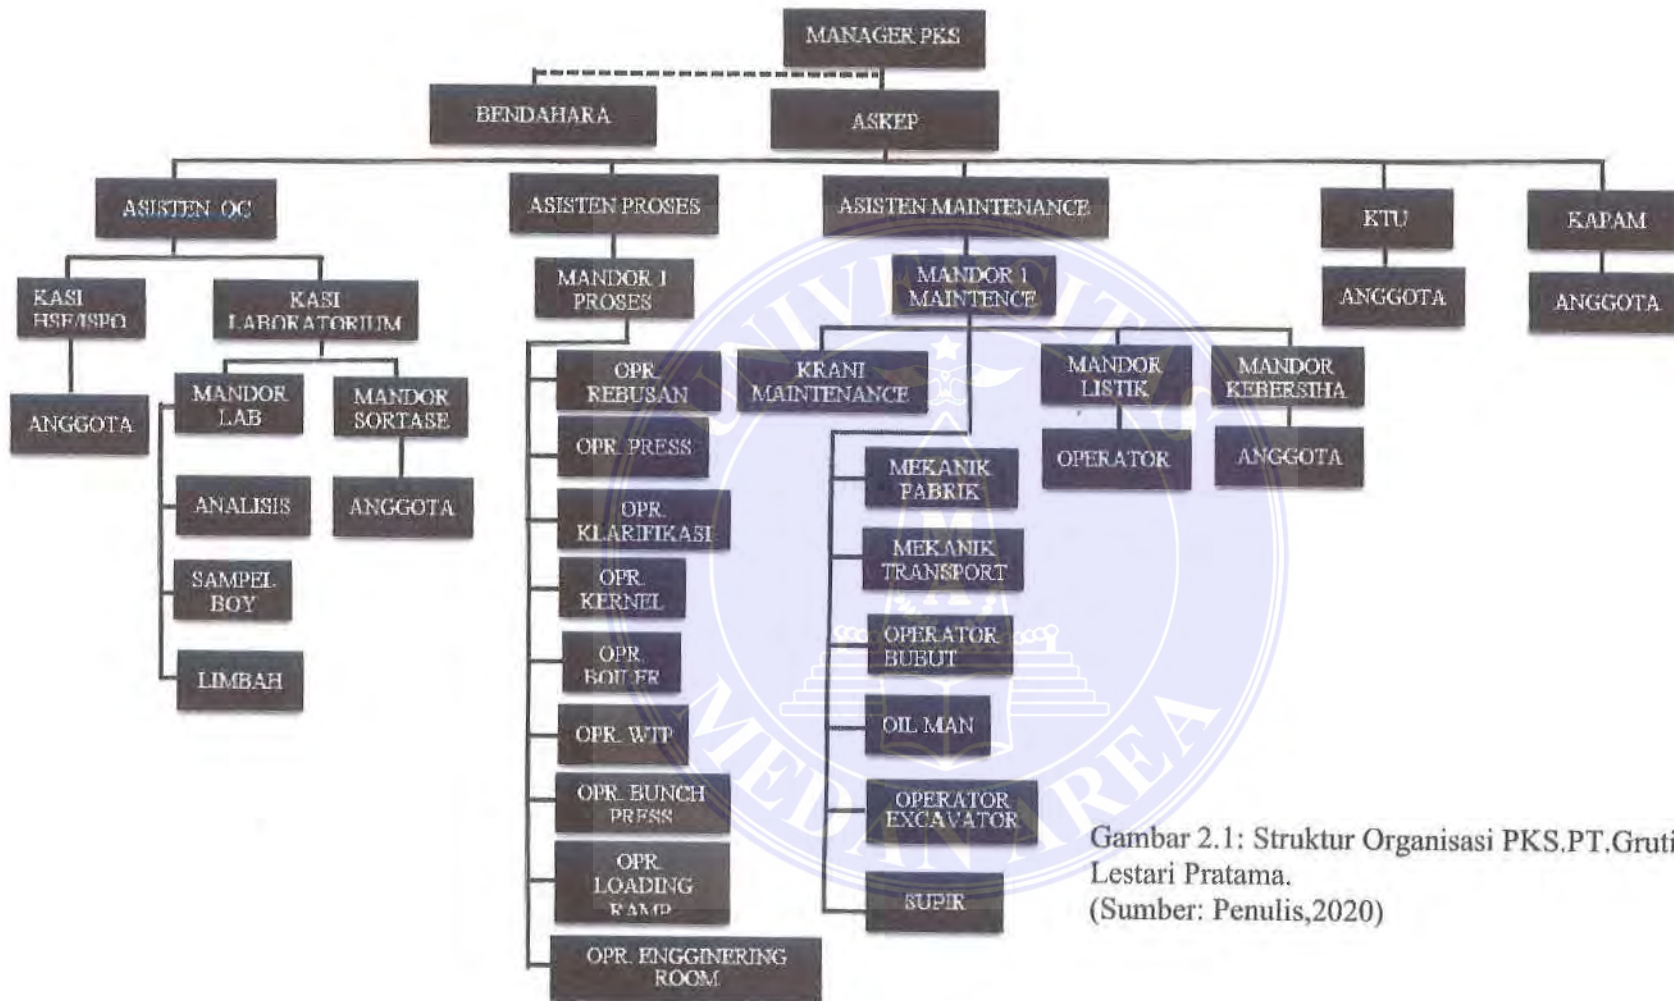 MANAGER PKS
BENDAHARA
ASKEP
ASISTEN QC
ASISTEN PROSES
ASISTEN MAINTENANCE
KTU
KAPAM
KASI
HSE/ISPO
KASI
LABORATORIUM
MANDOR 1
PROSES
MANDOR 1
MAINTENCE
ANGGOTA
ANGGOTA
ANGGOTA
MANDOR
LAB
MANDOR
SORTASE
ANALISIS
ANGGOTA
SAMPEL
BOY
LIMBAH
OPR.
REBUSAN
OPR. PRESS
OPR.
KLARIFIKASI
OPR.
KERNEL
OPR.
BOILER
OPR. WTP
OPR. BUNCH
PRESS
OPR.
LOADING
RAMP
OPR. ENGGINERING
ROOM
KRANI
MAINTENANCE
MANDOR
LISTIK
MANDOR
KEBERSIHA
OPERATOR
ANGGOTA
MEKANIK
PABRIK
MEKANIK
TRANSPORT
OPERATOR
BUBUT
OIL MAN
OPERATOR
EXCAVATOR
SUPIR
UNIVERSITAS
MEDAN AREA
Gambar 2.1: Struktur Organisasi PKS.PT.Gruti
Lestari Pratama.
(Sumber: Penulis,2020)